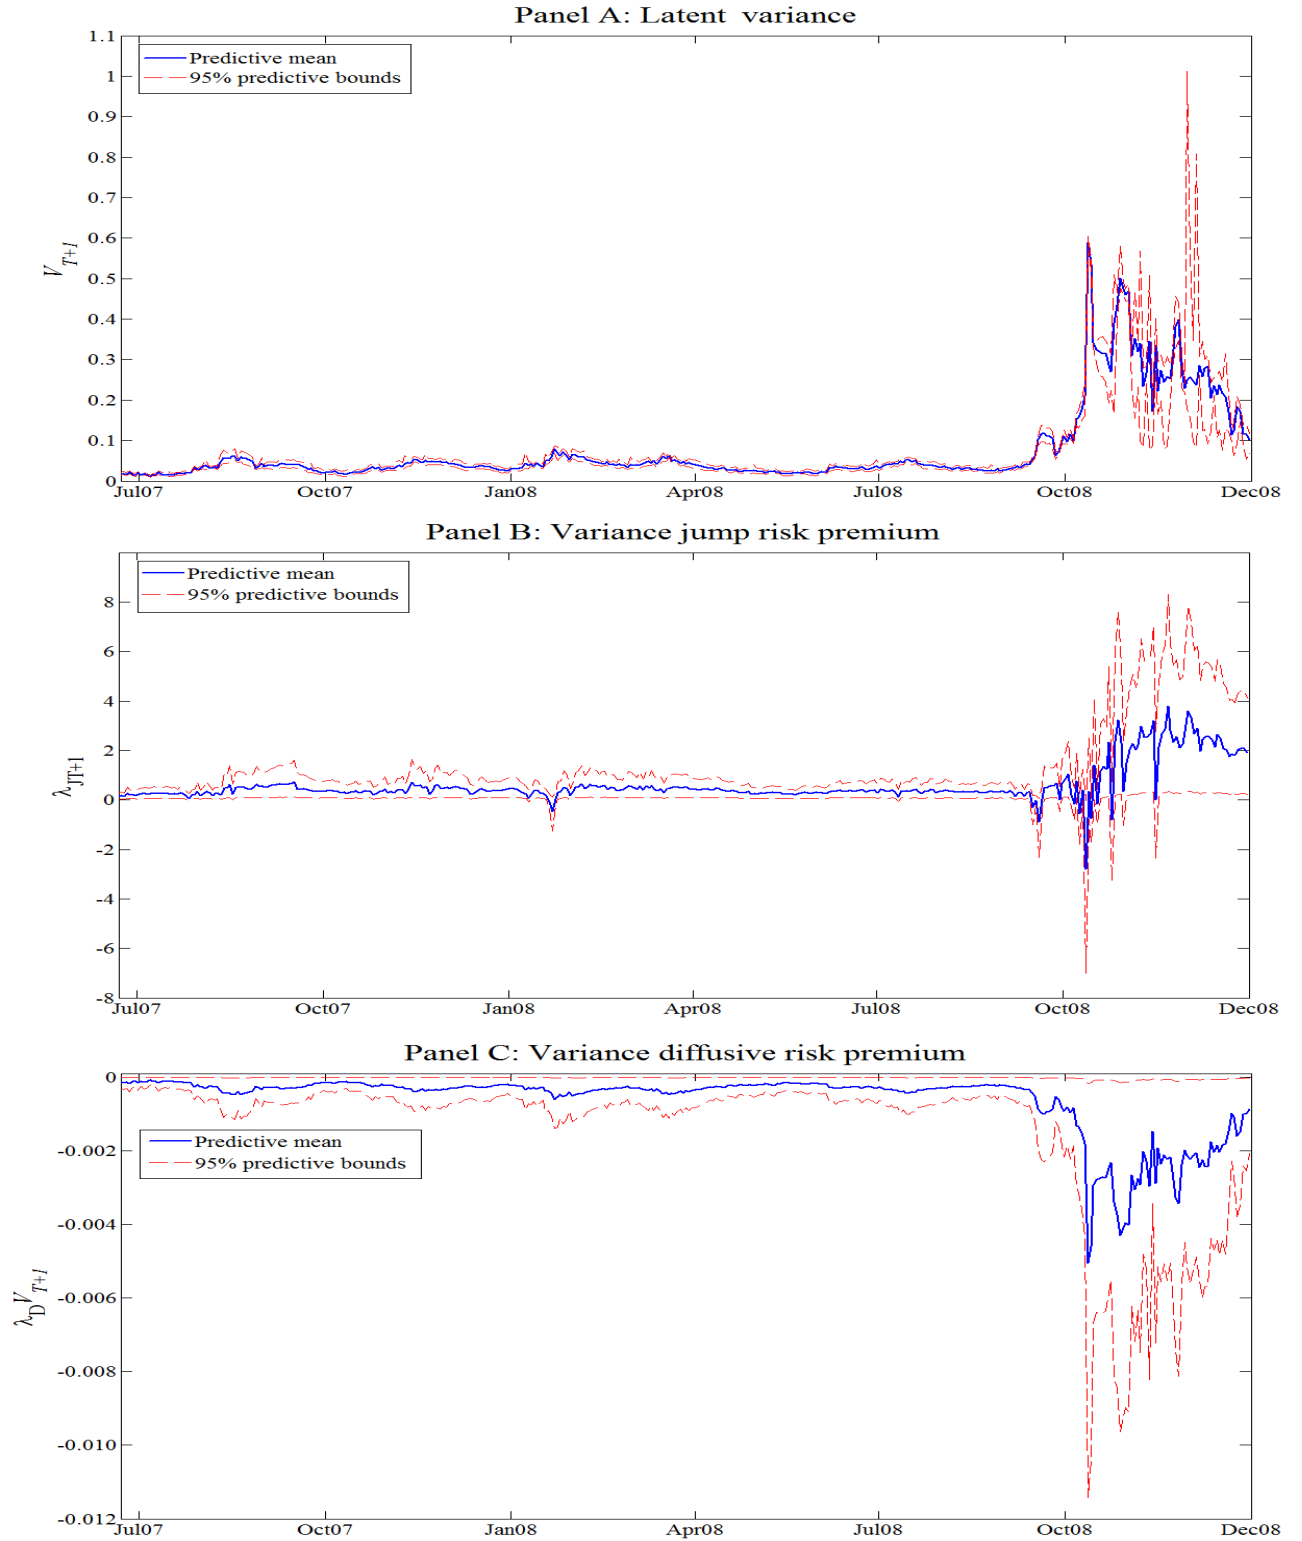 Panel A: Latent variance
Predictive mean
95% predictive bounds
1.1
1
0.9
0.8
0.7
0.6
0.5
0.4
0.3
0.2
0.1
0
V_{T+1}
Jul07 Oct07 Jan08 Apr08 Jul08 Oct08 Dec08
Panel B: Variance jump risk premium
Predictive mean
95% predictive bounds
8
6
4
2
0
-2
-4
-6
-8
λ_{JT+1}
Jul07 Oct07 Jan08 Apr08 Jul08 Oct08 Dec08
Panel C: Variance diffusive risk premium
Predictive mean
95% predictive bounds
0
-0.002
-0.004
-0.006
-0.008
-0.010
-0.012
λ_D V_{T+1}
Jul07 Oct07 Jan08 Apr08 Jul08 Oct08 Dec08